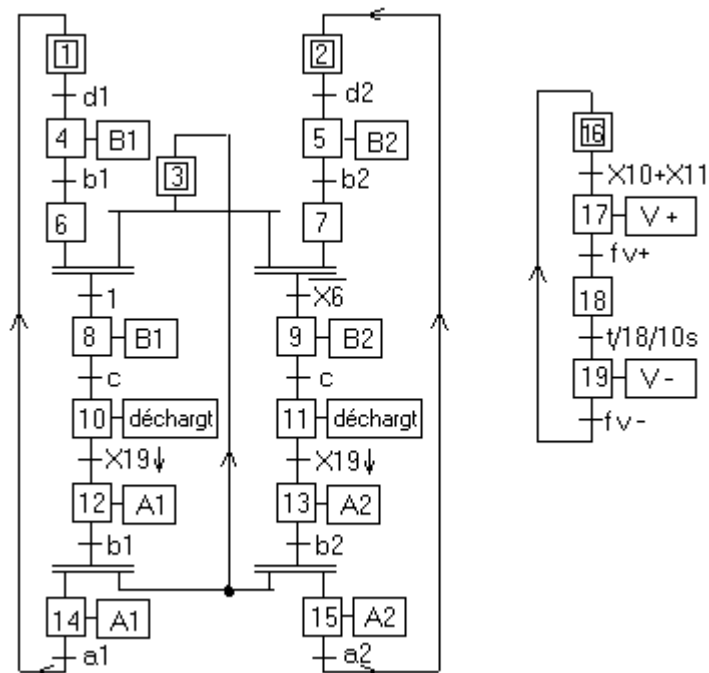 1
d1
4 B1
b1
6
3
2
d2
5 B2
b2
7
1
8 B1
c
10 déchargt
X19↓
12 A1
b1
14 A1
a1
X6
9 B2
c
11 déchargt
X19↓
13 A2
b2
15 A2
a2
16
X10+X11
17 V+
fv+
18
t/18/10s
19 V-
fv-